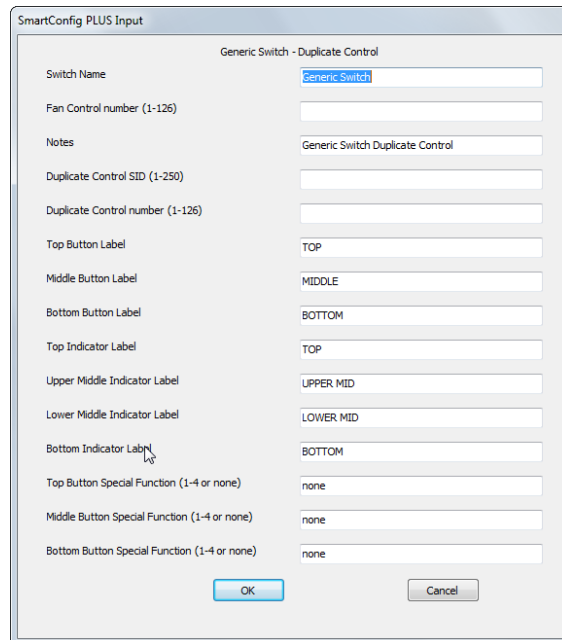 SmartConfig PLUS Input
Generic Switch - Duplicate Control
Switch Name Generic Switch
Fan Control number (1-126)
Notes Generic Switch Duplicate Control
Duplicate Control SID (1-250)
Duplicate Control number (1-126)
Top Button Label TOP
Middle Button Label MIDDLE
Bottom Button Label BOTTOM
Top Indicator Label TOP
Upper Middle Indicator Label UPPER MID
Lower Middle Indicator Label LOWER MID
Bottom Indicator Label BOTTOM
Top Button Special Function (1-4 or none) none
Middle Button Special Function (1-4 or none) none
Bottom Button Special Function (1-4 or none) none
OK Cancel